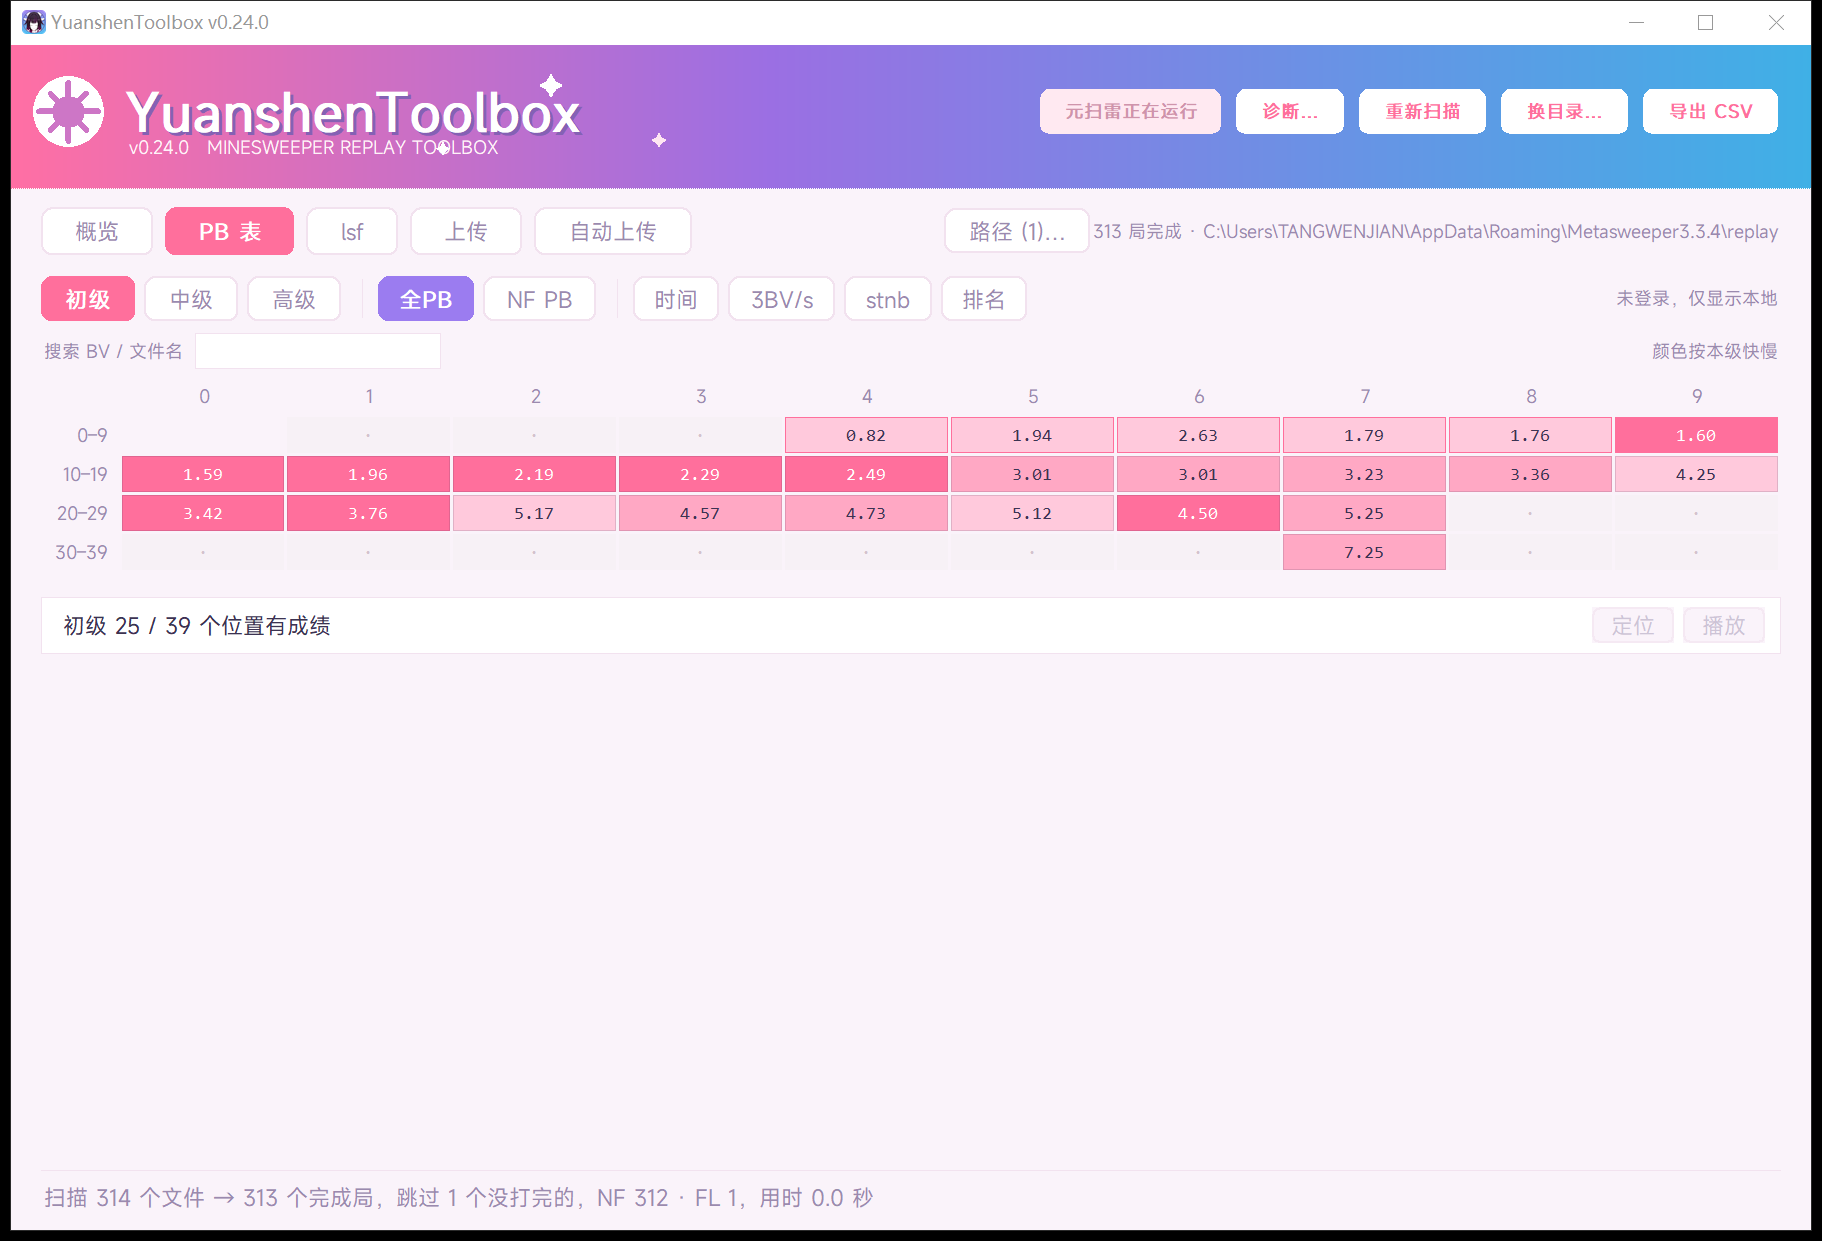 YuanshenToolbox v0.24.0
YuanshenToolbox
v0.24.0 MINESWEEPER REPLAY TOOLBOX
元扫雷正在运行 诊断... 重新扫描 换目录... 导出 CSV
概览 PB 表 lsf 上传 自动上传 路径 (1)... 313 局完成 · C:\Users\TANGWENJIAN\AppData\Roaming\Metasweeper3.3.4\replay
初级 中级 高级 全PB NF PB 时间 3BV/s stnb 排名 未登录，仅显示本地
搜索 BV / 文件名 颜色按本级快慢
0 1 2 3 4 5 6 7 8 9
0–9 · · · 0.82 1.94 2.63 1.79 1.76 1.60
10–19 1.59 1.96 2.19 2.29 2.49 3.01 3.01 3.23 3.36 4.25
20–29 3.42 3.76 5.17 4.57 4.73 5.12 4.50 5.25 · ·
30–39 · · · · · · · 7.25 · ·
初级 25 / 39 个位置有成绩 定位 播放
扫描 314 个文件 → 313 个完成局，跳过 1 个没打完的，NF 312 · FL 1，用时 0.0 秒